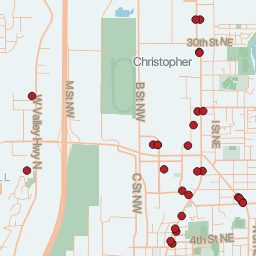 30th St NE
Christopher
M St NW
B St NW
I St NE
W Valley Hwy N
L
C St NW
4th St NE